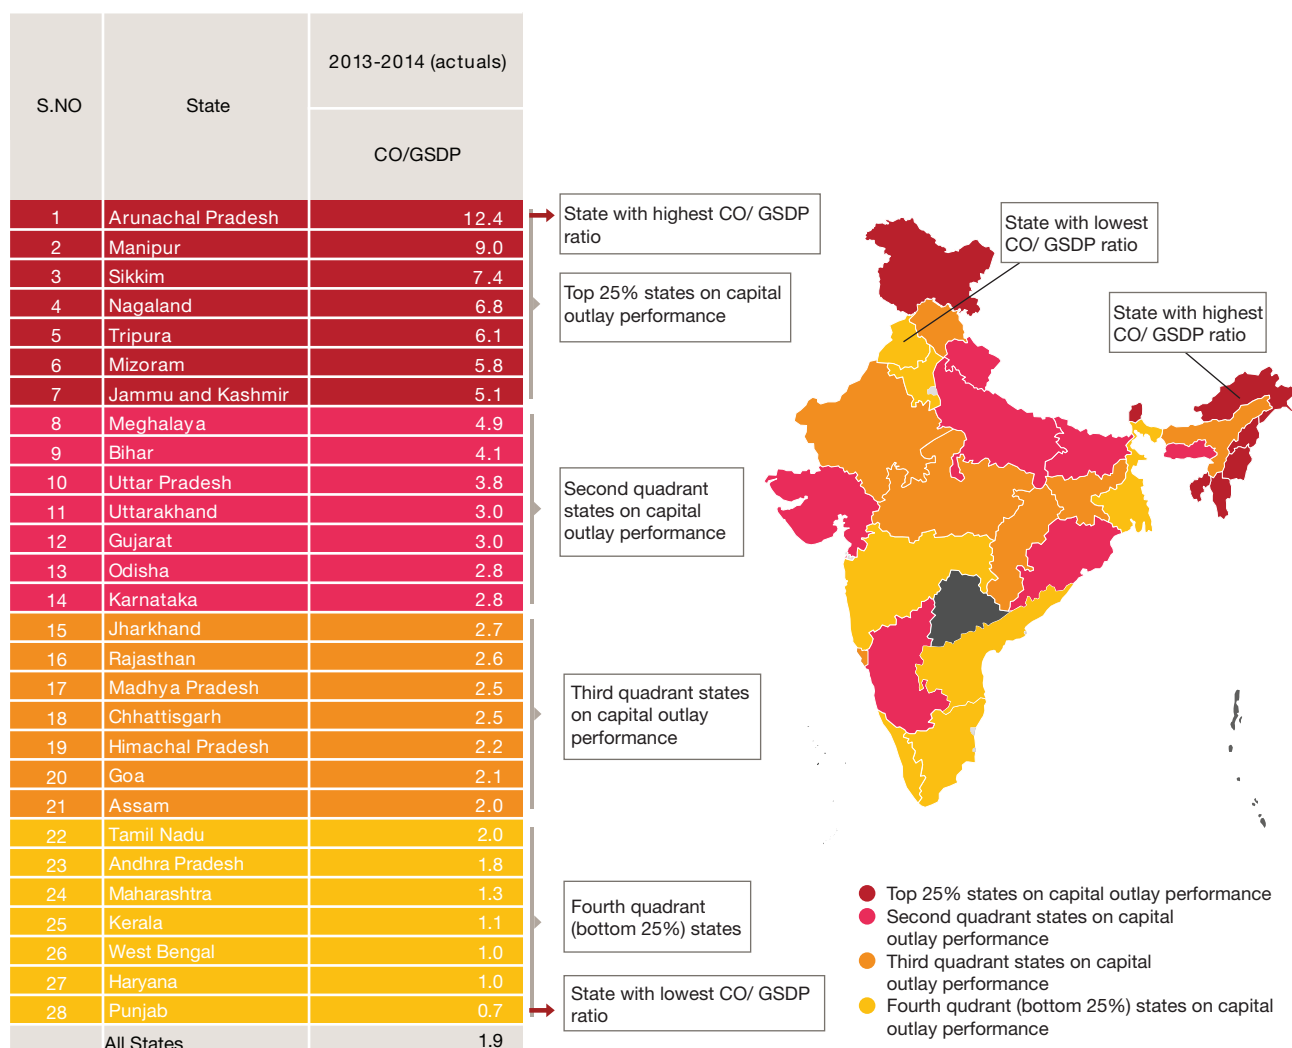 S.NO State 2013-2014 (actuals)
CO/GSDP
1 Arunachal Pradesh 12.4
2 Manipur 9.0
3 Sikkim 7.4
4 Nagaland 6.8
5 Tripura 6.1
6 Mizoram 5.8
7 Jammu and Kashmir 5.1
8 Meghalaya 4.9
9 Bihar 4.1
10 Uttar Pradesh 3.8
11 Uttarakhand 3.0
12 Gujarat 3.0
13 Odisha 2.8
14 Karnataka 2.8
15 Jharkhand 2.7
16 Rajasthan 2.6
17 Madhya Pradesh 2.5
18 Chhattisgarh 2.5
19 Himachal Pradesh 2.2
20 Goa 2.1
21 Assam 2.0
22 Tamil Nadu 2.0
23 Andhra Pradesh 1.8
24 Maharashtra 1.3
25 Kerala 1.1
26 West Bengal 1.0
27 Haryana 1.0
28 Punjab 0.7
All States 1.9
State with highest CO/ GSDP
ratio
Top 25% states on capital
outlay performance
Second quadrant
states on capital
outlay performance
Third quadrant states
on capital outlay
performance
Fourth quadrant
(bottom 25%) states
State with lowest CO/ GSDP
ratio
State with lowest
CO/ GSDP ratio
State with highest
CO/ GSDP ratio
Top 25% states on capital outlay performance
Second quadrant states on capital
outlay performance
Third quadrant states on capital
outlay performance
Fourth qudrant (bottom 25%) states on capital
outlay performance